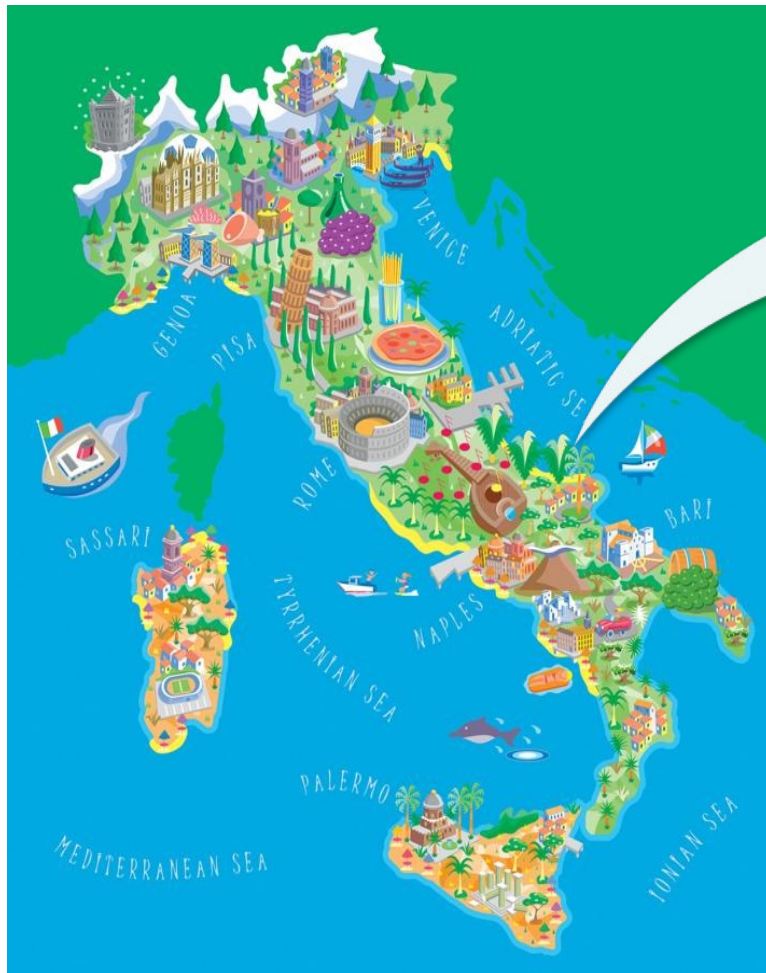 VENICE
GENOA
PISA
ADRIATIC SE
ROME
BARI
SASSARI
TYRRHENIAN SEA
NAPLES
PALERMO
MEDITERRANEAN SEA
IONIAN SEA